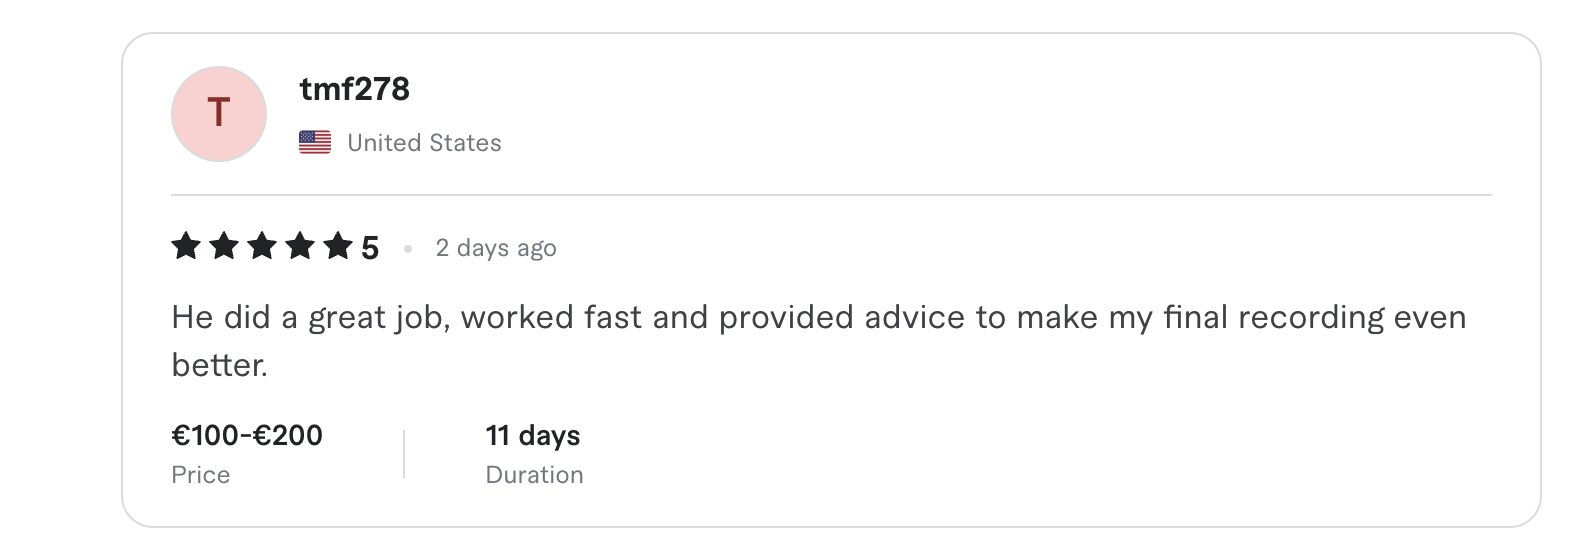 T
tmf278
United States
5 • 2 days ago
He did a great job, worked fast and provided advice to make my final recording even
better.
€100-€200
Price
11 days
Duration